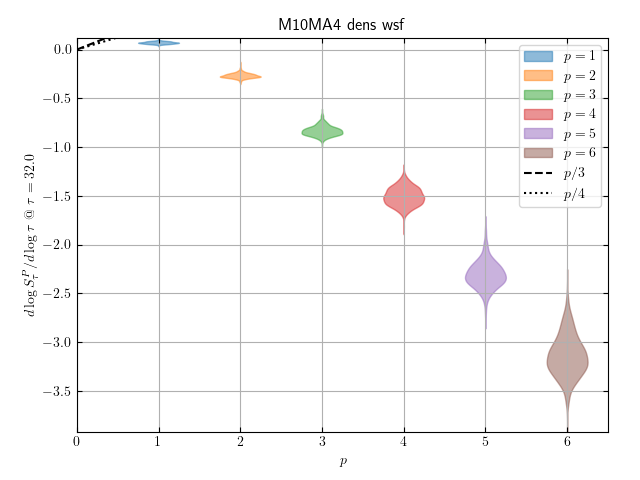 M10MA4 dens wsf
0.0
−0.5
−1.0
−1.5
−2.0
−2.5
−3.0
−3.5
d log S_τ^P / d log τ @ τ = 32.0
p = 1
p = 2
p = 3
p = 4
p = 5
p = 6
p/3
p/4
0 1 2 3 4 5 6
p